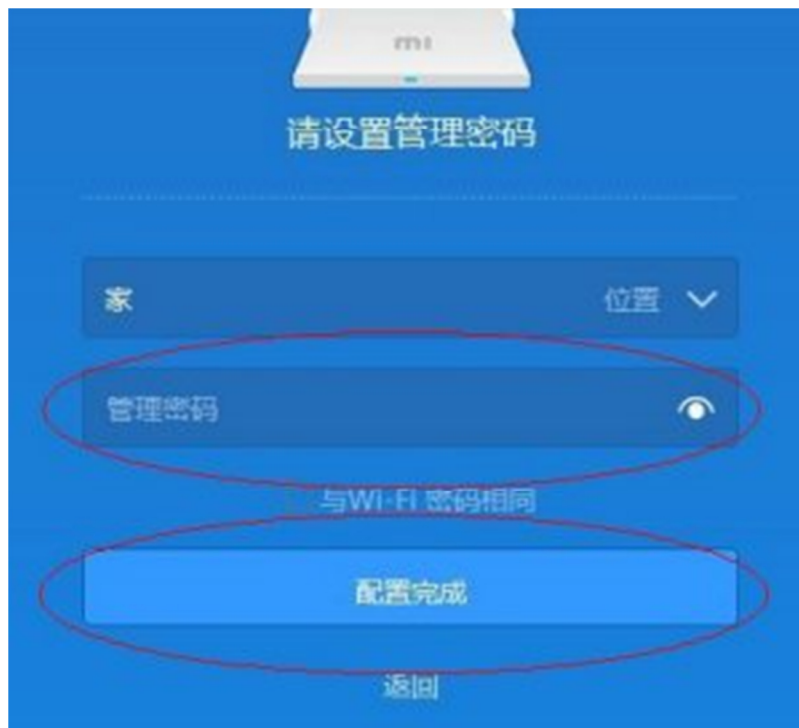 mi
请设置管理密码
家 位置
管理密码
与Wi-Fi 密码相同
配置完成
返回